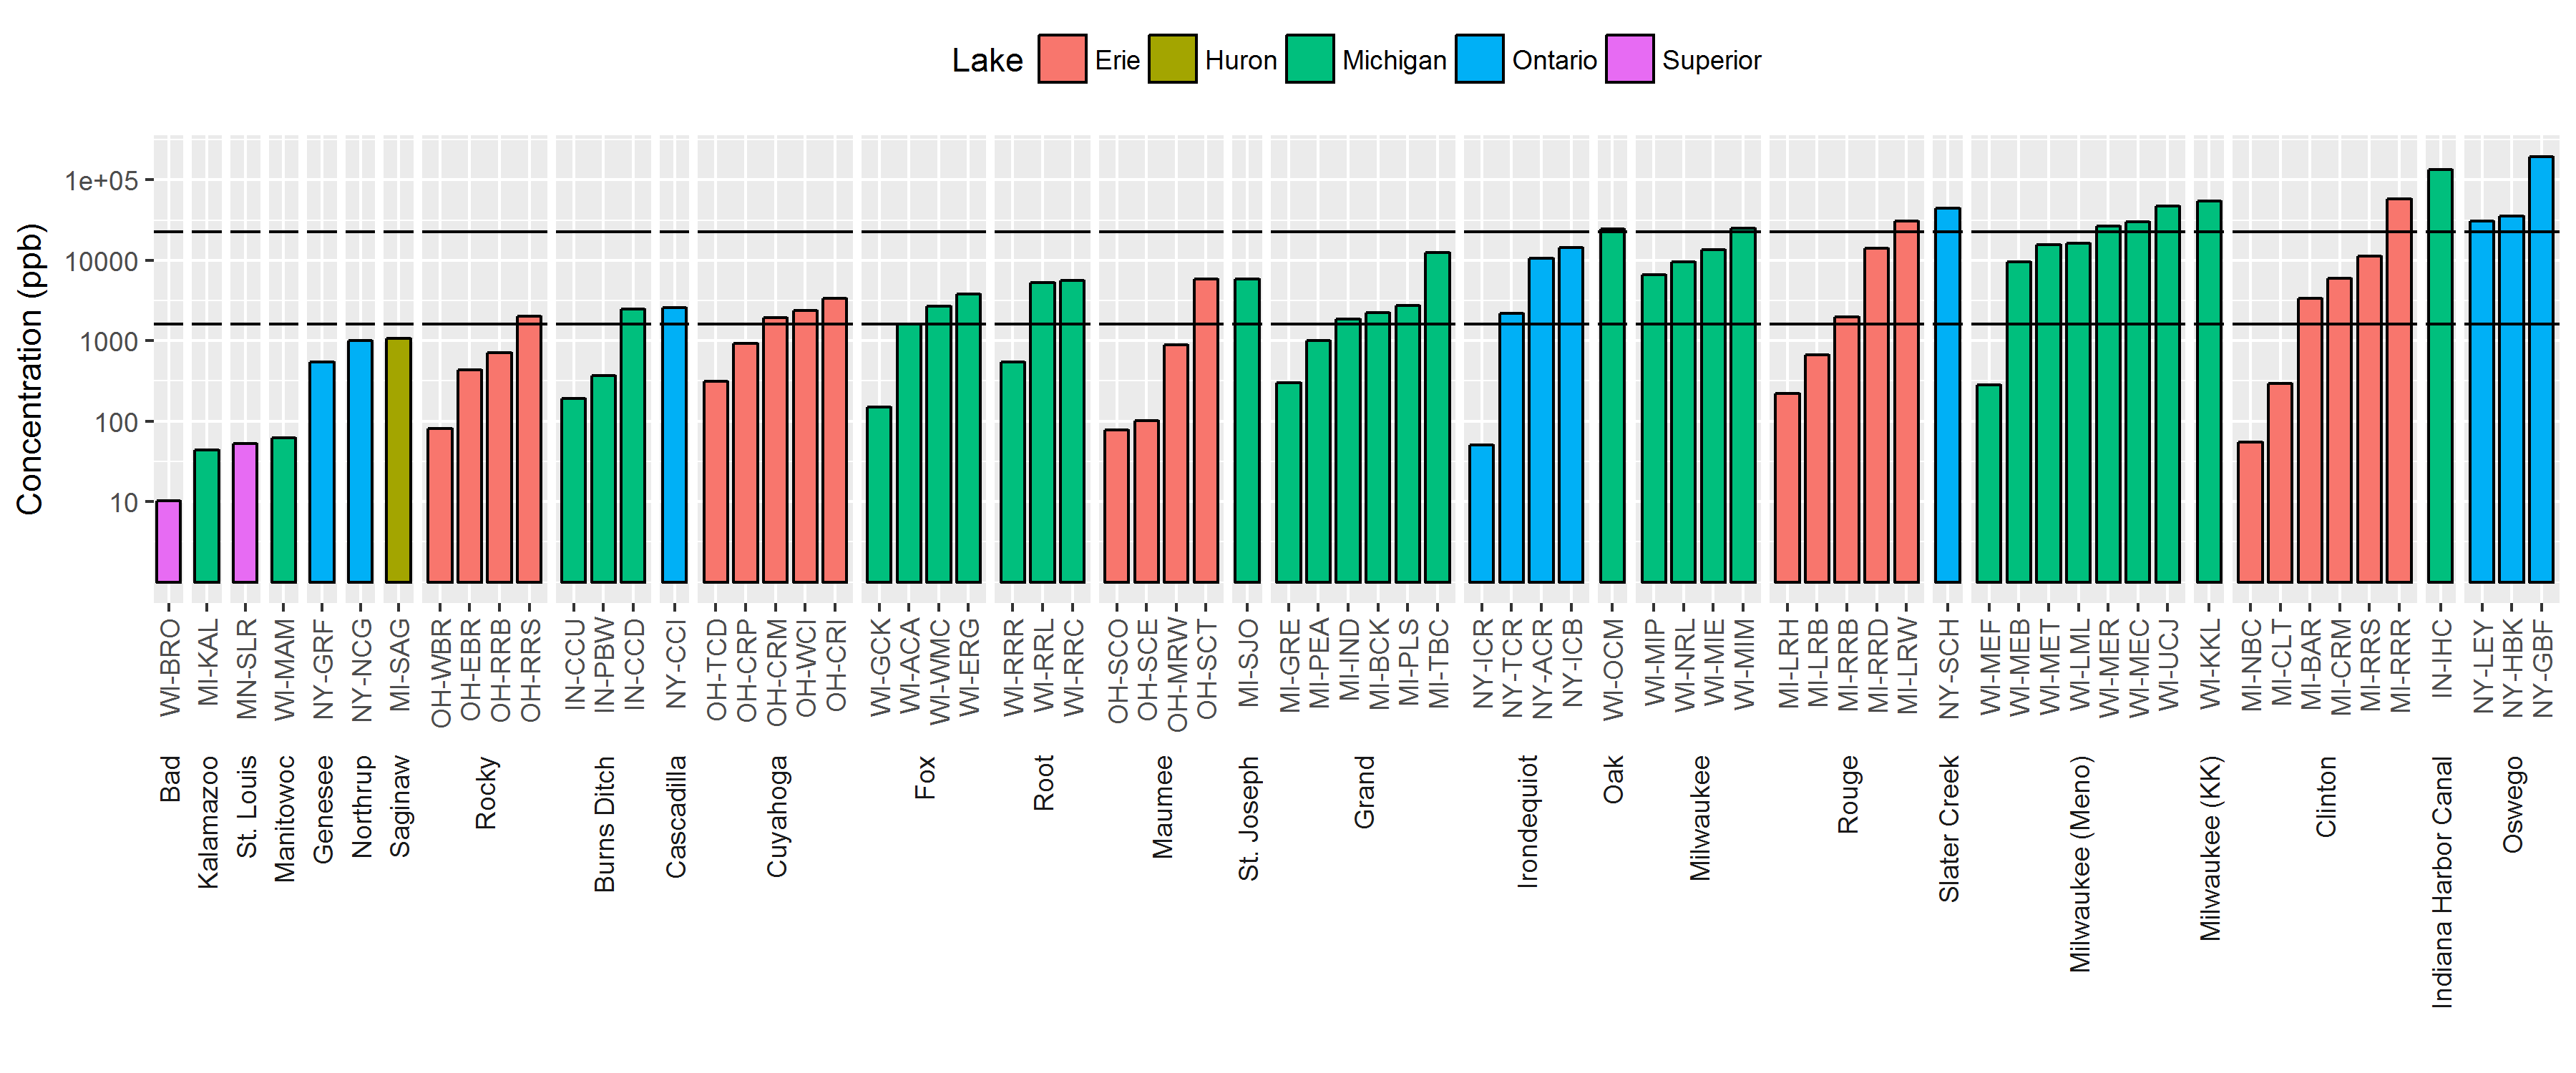 Lake Erie Huron Michigan Ontario Superior
Concentration (ppb)
1e+05
10000
1000
100
10
WI-BRO MI-KAL MN-SLR WI-MAM NY-GRF NY-NCG MI-SAG OH-WBR OH-EBR OH-RRB OH-RRS IN-CCU IN-PBW IN-CCD NY-CCI OH-TCD OH-CRP OH-CRM OH-WCI OH-CRI WI-GCK WI-ACA WI-WMC WI-ERG WI-RRR WI-RRL WI-RRC OH-SCO OH-SCE OH-MRW OH-SCT MI-SJO MI-GRE MI-PEA MI-IND MI-BCK MI-PLS MI-TBC NY-ICR NY-TCR NY-ACR NY-ICB WI-OCM WI-MIP WI-NRL WI-MIE WI-MIM MI-LRH MI-LRB MI-RRB MI-RRD MI-LRW NY-SCH WI-MEF WI-MEB WI-MET WI-LML WI-MER WI-MEC WI-UCJ WI-KKL MI-NBC MI-CLT MI-BAR MI-CRM MI-RRS MI-RRR IN-IHC NY-LEY NY-HBK NY-GBF
Bad Kalamazoo St. Louis Manitowoc Genesee Northrup Saginaw Rocky Burns Ditch Cascadilla Cuyahoga Fox Root Maumee St. Joseph Grand Irondequiot Oak Milwaukee Rouge Slater Creek Milwaukee (Meno) Milwaukee (KK) Clinton Indiana Harbor Canal Oswego